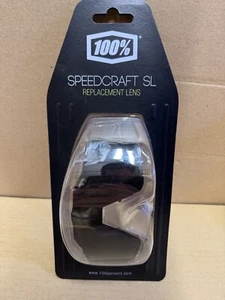 100%
SPEEDCRAFT SL
REPLACEMENT LENS
www.100percent.com